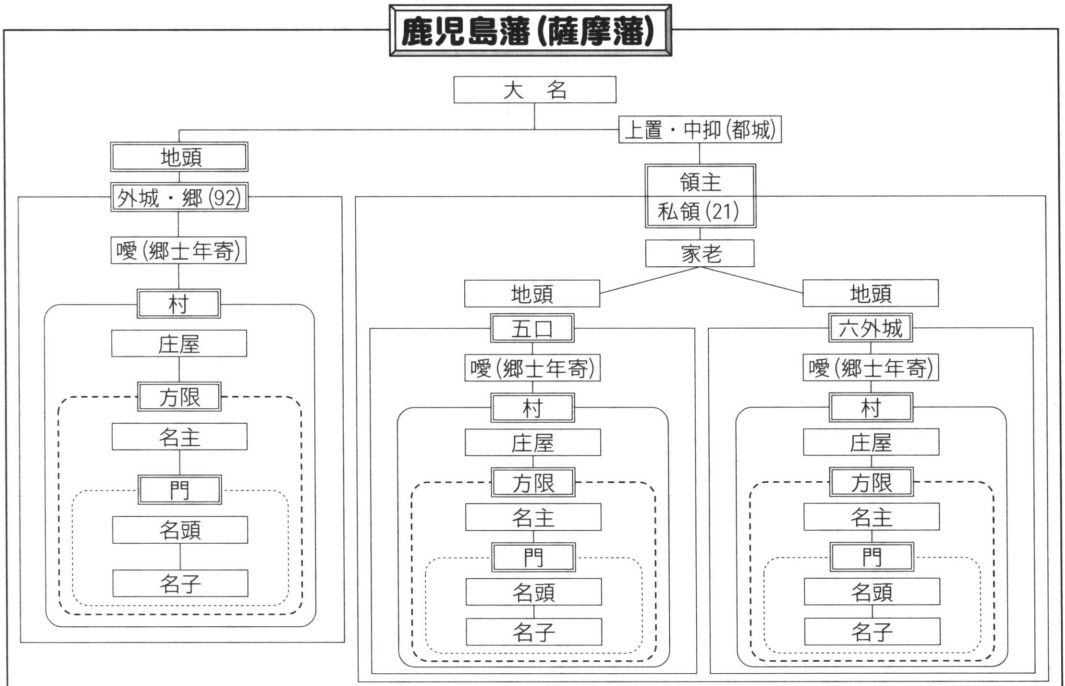 鹿児島藩(薩摩藩)
大 名
上置・中抑(都城)
地頭
外城・郷(92)
噯(郷士年寄)
村
庄屋
方限
名主
門
名頭
名子
領主
私領(21)
家老
地頭
五口
噯(郷士年寄)
村
庄屋
方限
名主
門
名頭
名子
地頭
六外城
噯(郷士年寄)
村
庄屋
方限
名主
門
名頭
名子